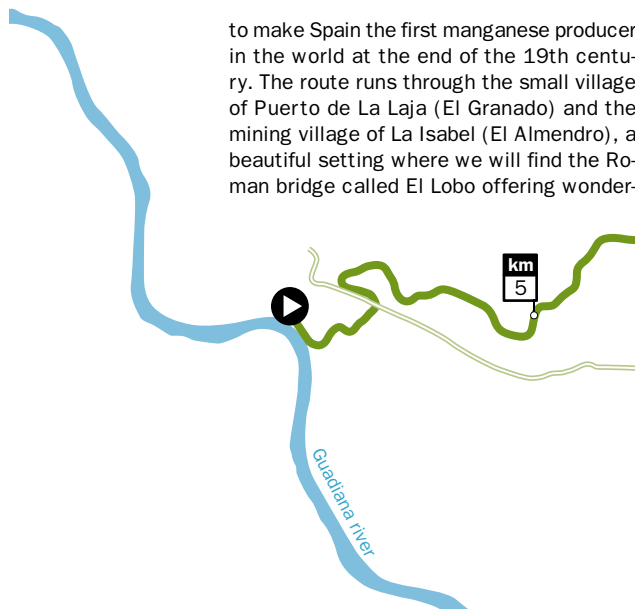 to make Spain the first manganese producer
in the world at the end of the 19th centu-
ry. The route runs through the small village
of Puerto de La Laja (El Granado) and the
mining village of La Isabel (El Almendro), a
beautiful setting where we will find the Ro-
man bridge called El Lobo offering wonder-
km
5
Guadiana river